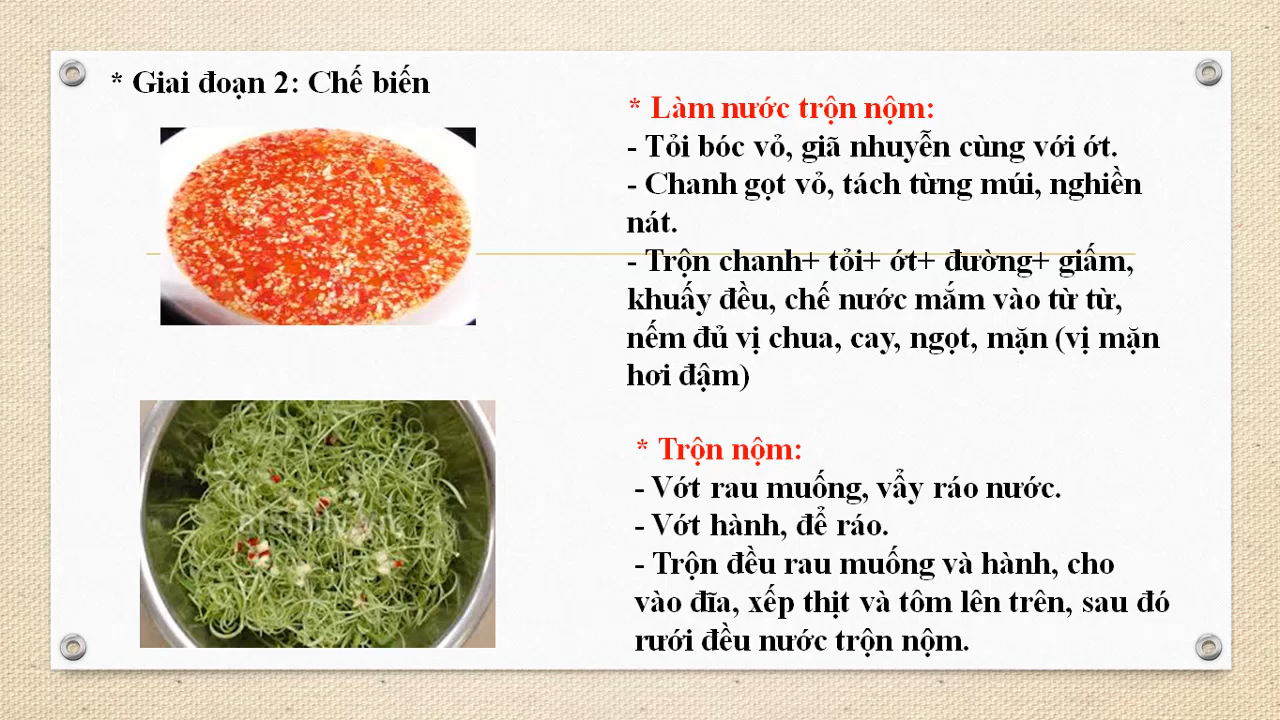 * Giai đoạn 2: Chế biến
* Làm nước trộn nộm:
- Tỏi bóc vỏ, giã nhuyễn cùng với ớt.
- Chanh gọt vỏ, tách từng múi, nghiền
nát.
- Trộn chanh+ tỏi+ ớt+ đường+ giấm,
khuấy đều, chế nước mắm vào từ từ,
nếm đủ vị chua, cay, ngọt, mặn (vị mặn
hơi đậm)
* Trộn nộm:
- Vớt rau muống, vẩy ráo nước.
- Vớt hành, để ráo.
- Trộn đều rau muống và hành, cho
vào đĩa, xếp thịt và tôm lên trên, sau đó
rưới đều nước trộn nộm.